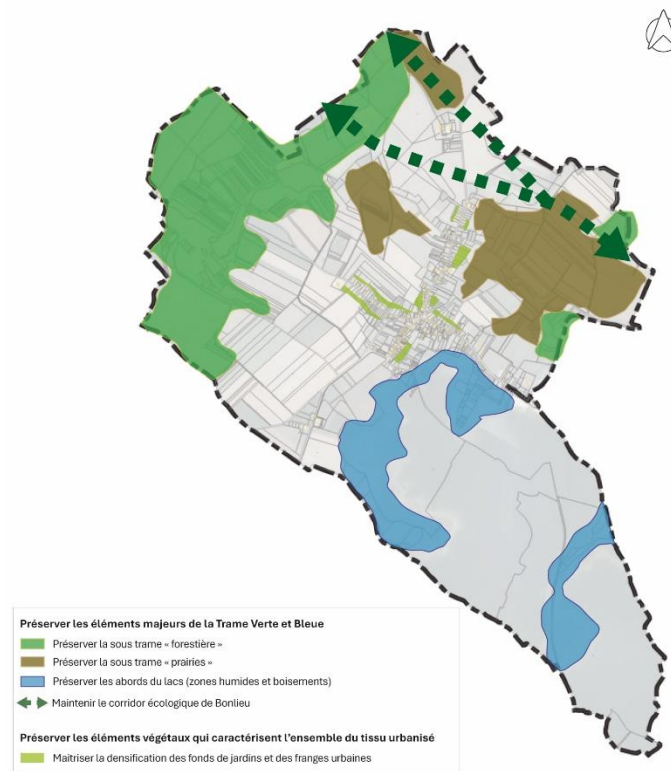 Préserver les éléments majeurs de la Trame Verte et Bleue
Préserver la sous trame « forestière »
Préserver la sous trame « prairies »
Préserver les abords du lacs (zones humides et boisements)
Maintenir le corridor écologique de Bonlieu
Préserver les éléments végétaux qui caractérisent l'ensemble du tissu urbanisé
Maitriser la densification des fonds de jardins et des franges urbaines